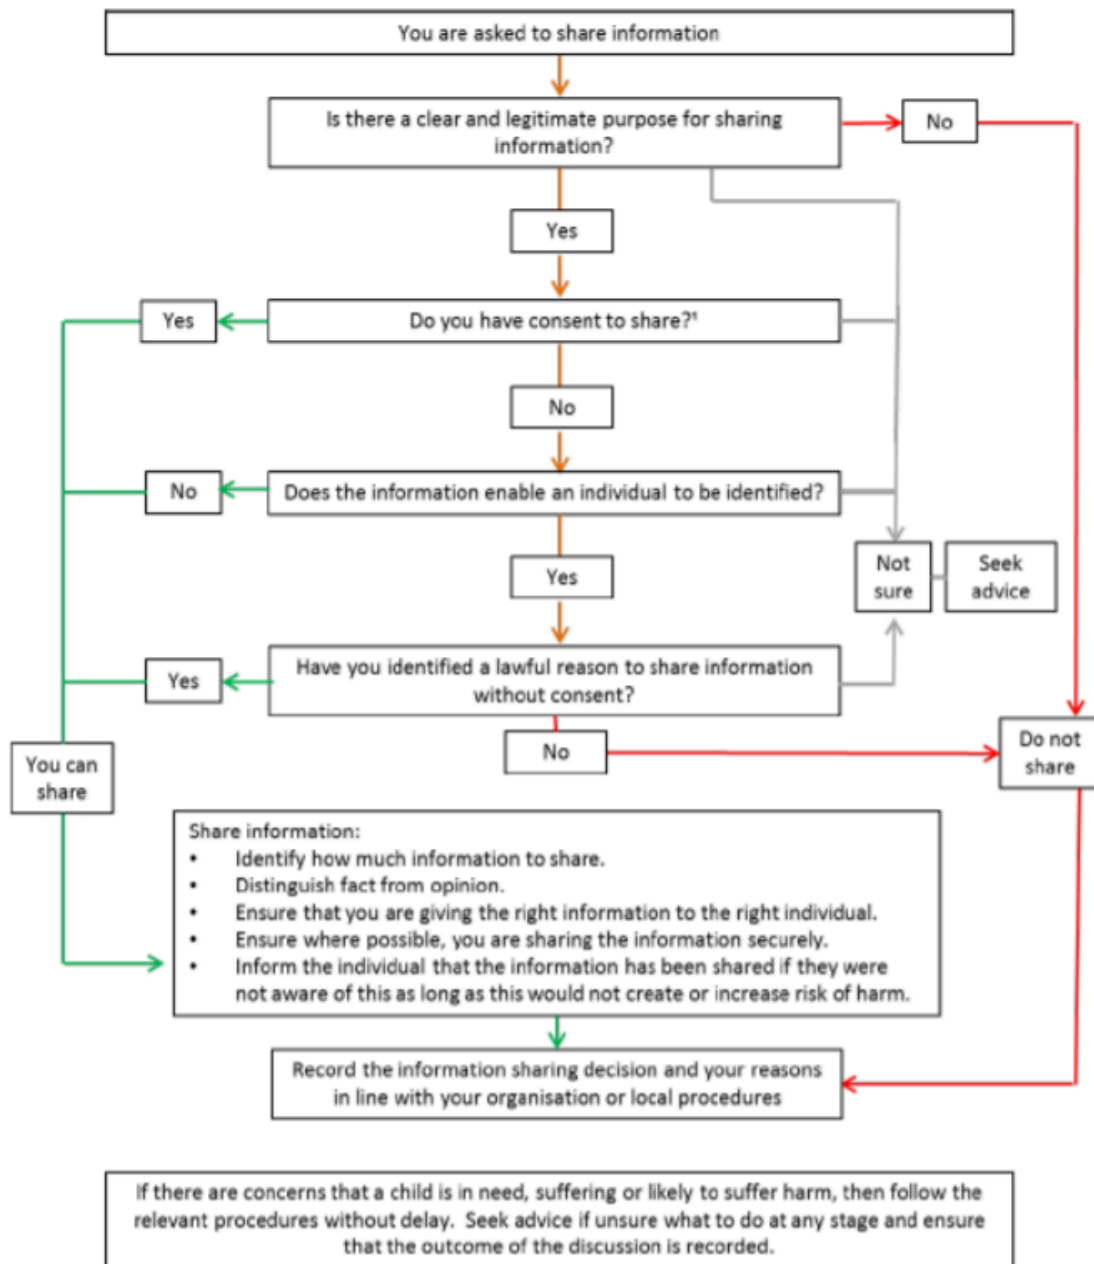 You are asked to share information
Is there a clear and legitimate purpose for sharing
information?
No
Yes
Yes
Do you have consent to share?¹
No
No
Does the information enable an individual to be identified?
Not
sure
Seek
advice
Yes
Yes
Have you identified a lawful reason to share information
without consent?
No
Do not
share
You can
share
Share information:
• Identify how much information to share.
• Distinguish fact from opinion.
• Ensure that you are giving the right information to the right individual.
• Ensure where possible, you are sharing the information securely.
• Inform the individual that the information has been shared if they were
not aware of this as long as this would not create or increase risk of harm.
Record the information sharing decision and your reasons
in line with your organisation or local procedures
If there are concerns that a child is in need, suffering or likely to suffer harm, then follow the
relevant procedures without delay. Seek advice if unsure what to do at any stage and ensure
that the outcome of the discussion is recorded.